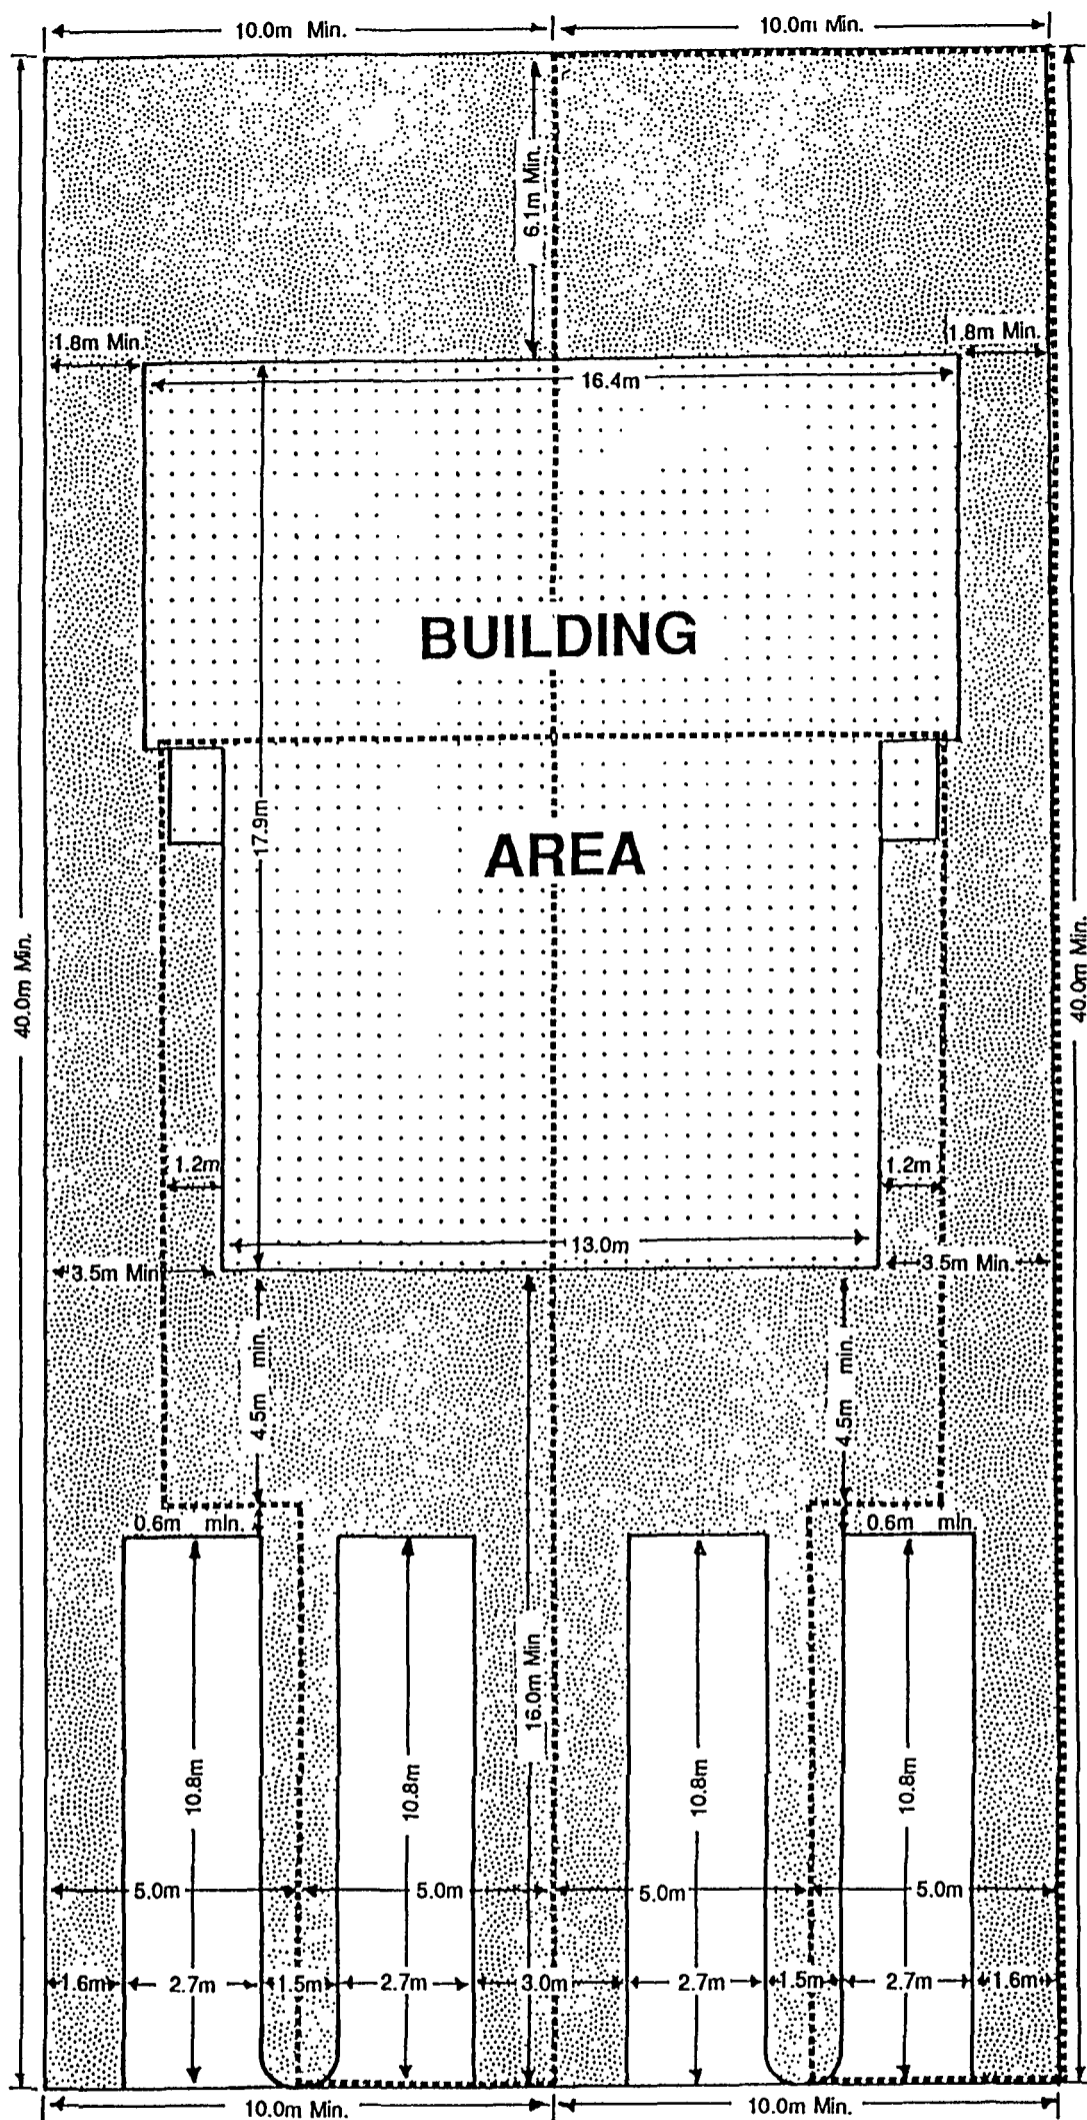 10.0m Min.
10.0m Min.
6.1m Min.
1.8m Min.
1.8m Min.
16.4m
BUILDING
17.9m
AREA
40.0m Min.
40.0m Min.
1.2m
1.2m
13.0m
3.5m Min.
3.5m Min.
4.5m min.
4.5m min.
0.6m min.
0.6m min.
16.0m Min
10.8m
10.8m
10.8m
10.8m
5.0m
5.0m
5.0m
5.0m
1.6m
2.7m
1.5m
2.7m
3.0m
2.7m
1.5m
2.7m
1.6m
10.0m Min.
10.0m Min.